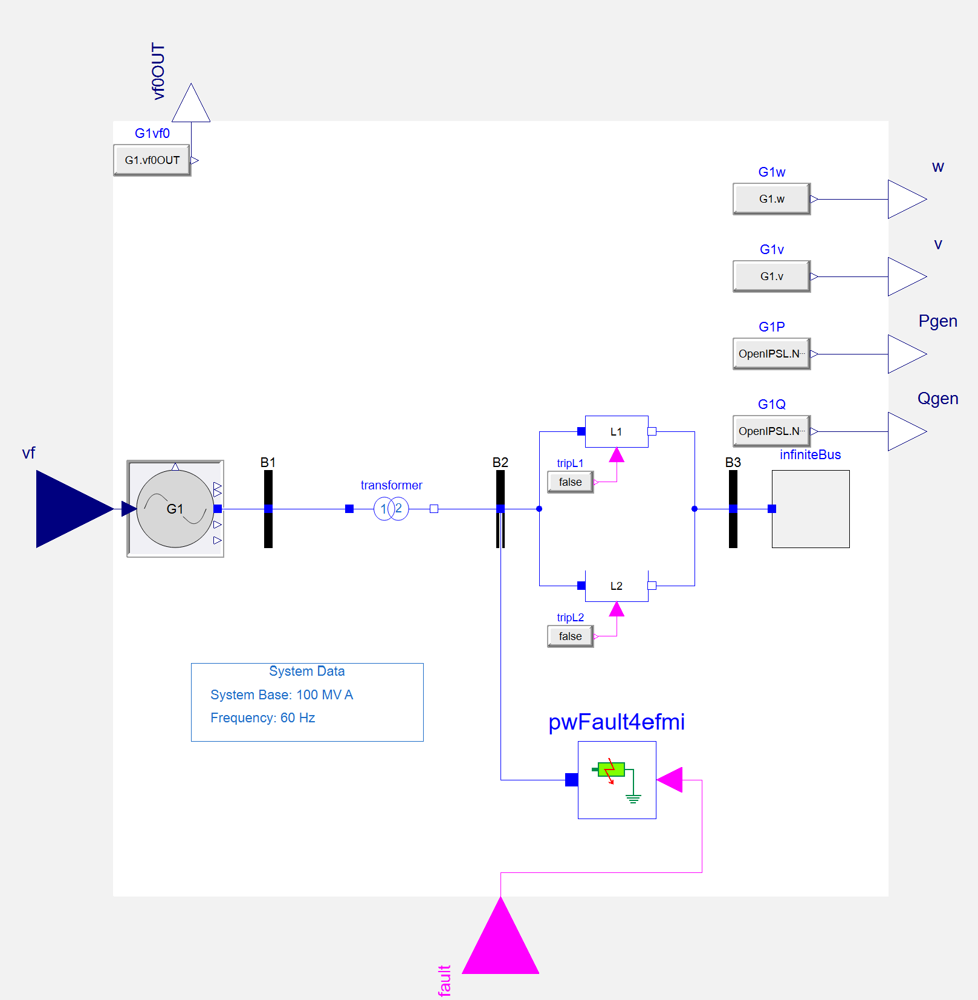 vf0OUT
G1vf0
G1.vf0OUT
w
G1w
G1.w
v
G1v
G1.v
Pgen
G1P
OpenIPSL.N...
Qgen
G1Q
OpenIPSL.N...
vf
G1
B1
transformer
1 2
B2
L1
tripL1
false
B3
infiniteBus
L2
tripL2
false
System Data
System Base: 100 MV A
Frequency: 60 Hz
pwFault4efmi
fault